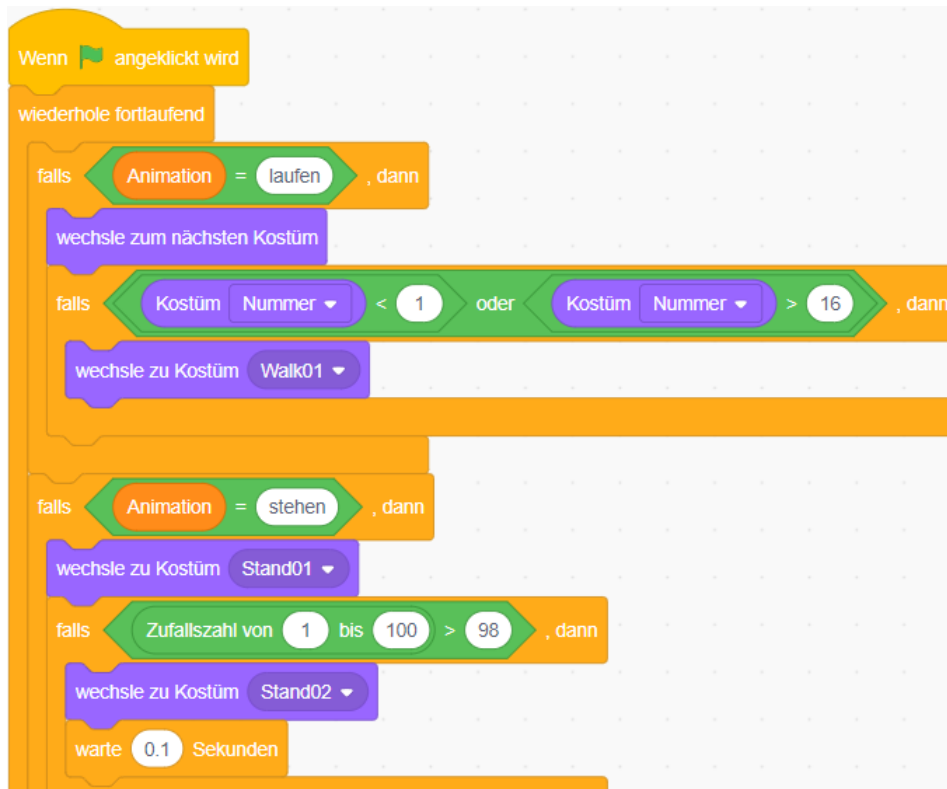 Wenn angeklickt wird
wiederhole fortlaufend
falls Animation = laufen , dann
wechsle zum nächsten Kostüm
falls Kostüm Nummer < 1 oder Kostüm Nummer > 16 , dann
wechsle zu Kostüm Walk01
falls Animation = stehen , dann
wechsle zu Kostüm Stand01
falls Zufallszahl von 1 bis 100 > 98 , dann
wechsle zu Kostüm Stand02
warte 0.1 Sekunden